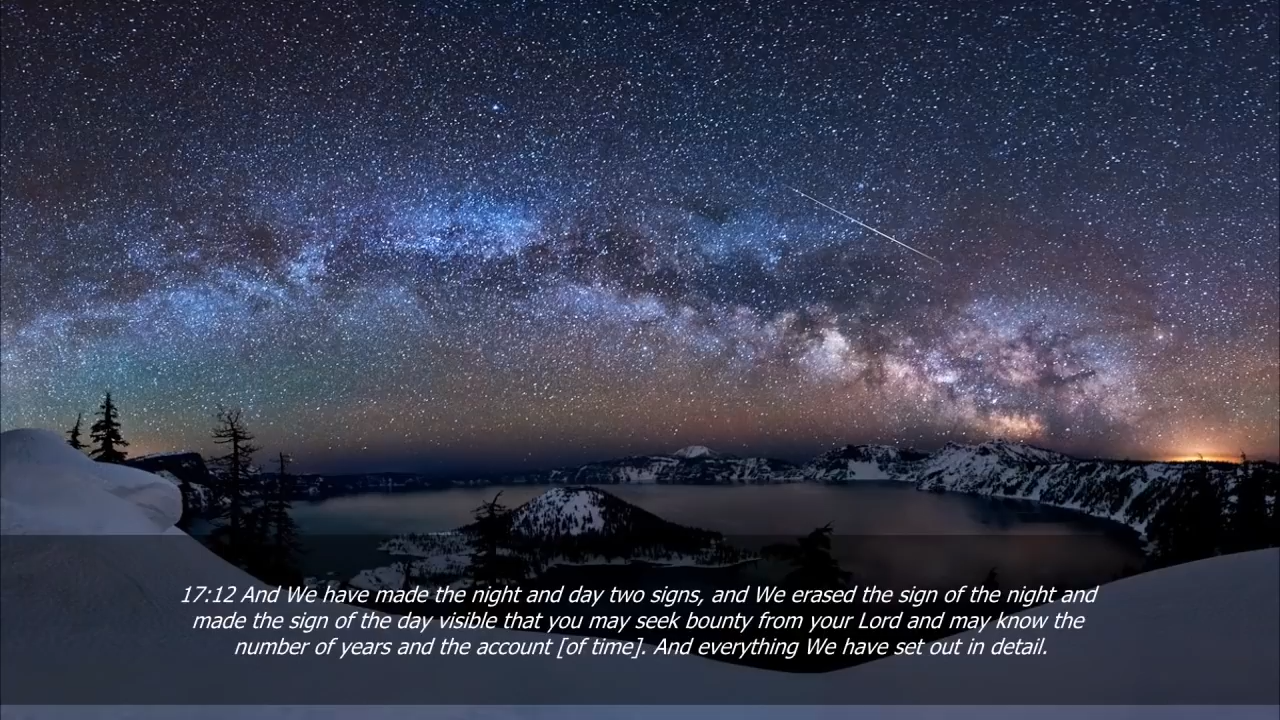 17:12 And We have made the night and day two signs, and We erased the sign of the night and
made the sign of the day visible that you may seek bounty from your Lord and may know the
number of years and the account [of time]. And everything We have set out in detail.